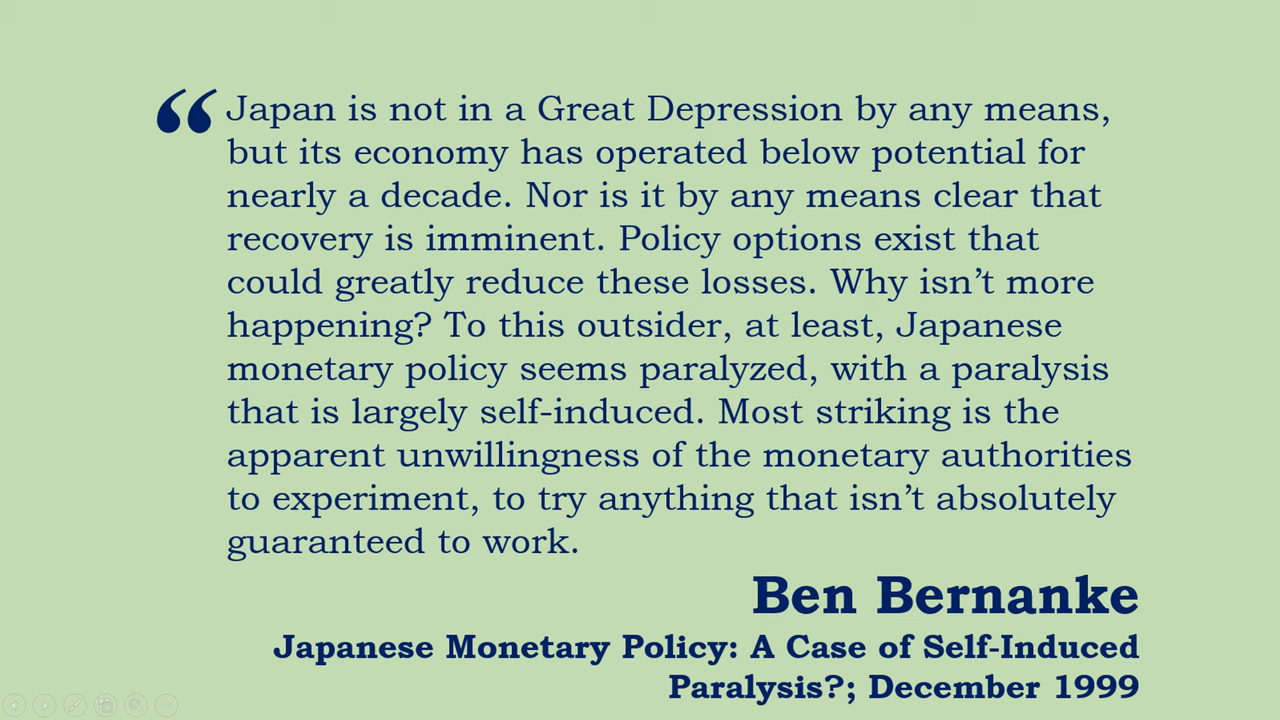 “Japan is not in a Great Depression by any means,
but its economy has operated below potential for
nearly a decade. Nor is it by any means clear that
recovery is imminent. Policy options exist that
could greatly reduce these losses. Why isn’t more
happening? To this outsider, at least, Japanese
monetary policy seems paralyzed, with a paralysis
that is largely self-induced. Most striking is the
apparent unwillingness of the monetary authorities
to experiment, to try anything that isn’t absolutely
guaranteed to work.
Ben Bernanke
Japanese Monetary Policy: A Case of Self-Induced
Paralysis?; December 1999